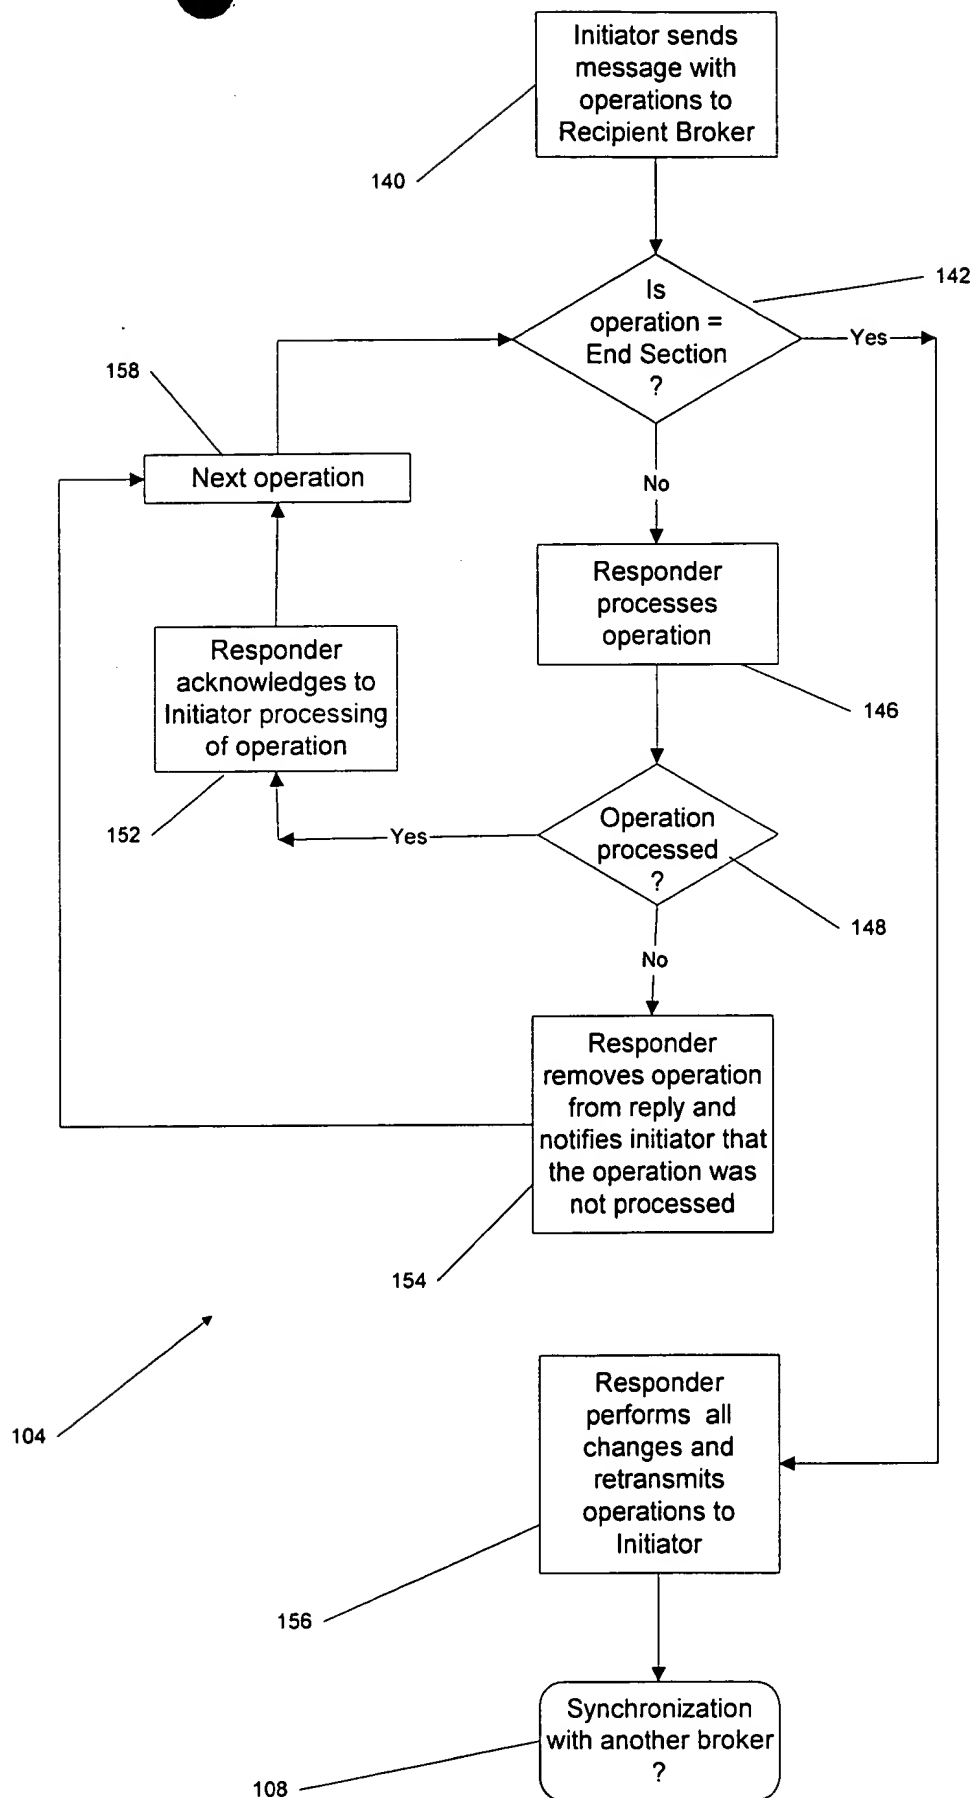 Initiator sends
message with
operations to
Recipient Broker
140
142
Is
operation =
End Section
?
Yes
158
Next operation
No
Responder
processes
operation
146
Responder
acknowledges to
Initiator processing
of operation
152
Yes
Operation
processed
?
148
No
Responder
removes operation
from reply and
notifies initiator that
the operation was
not processed
154
104
Responder
performs all
changes and
retransmits
operations to
Initiator
156
Synchronization
with another broker
?
108